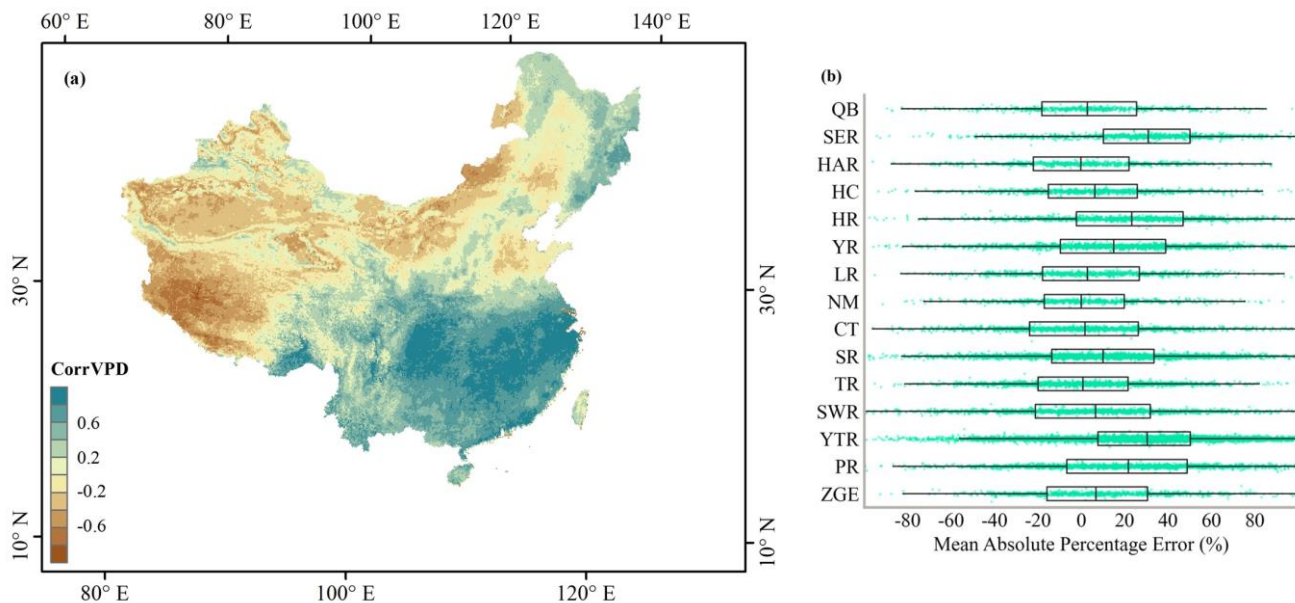 60° E 80° E 100° E 120° E 140° E
(a)
30° N
10° N
30° N
10° N
CorrVPD
0.6
0.2
-0.2
-0.6
80° E 100° E 120° E
(b)
QB
SER
HAR
HC
HR
YR
LR
NM
CT
SR
TR
SWR
YTR
PR
ZGE
-80 -60 -40 -20 0 20 40 60 80
Mean Absolute Percentage Error (%)